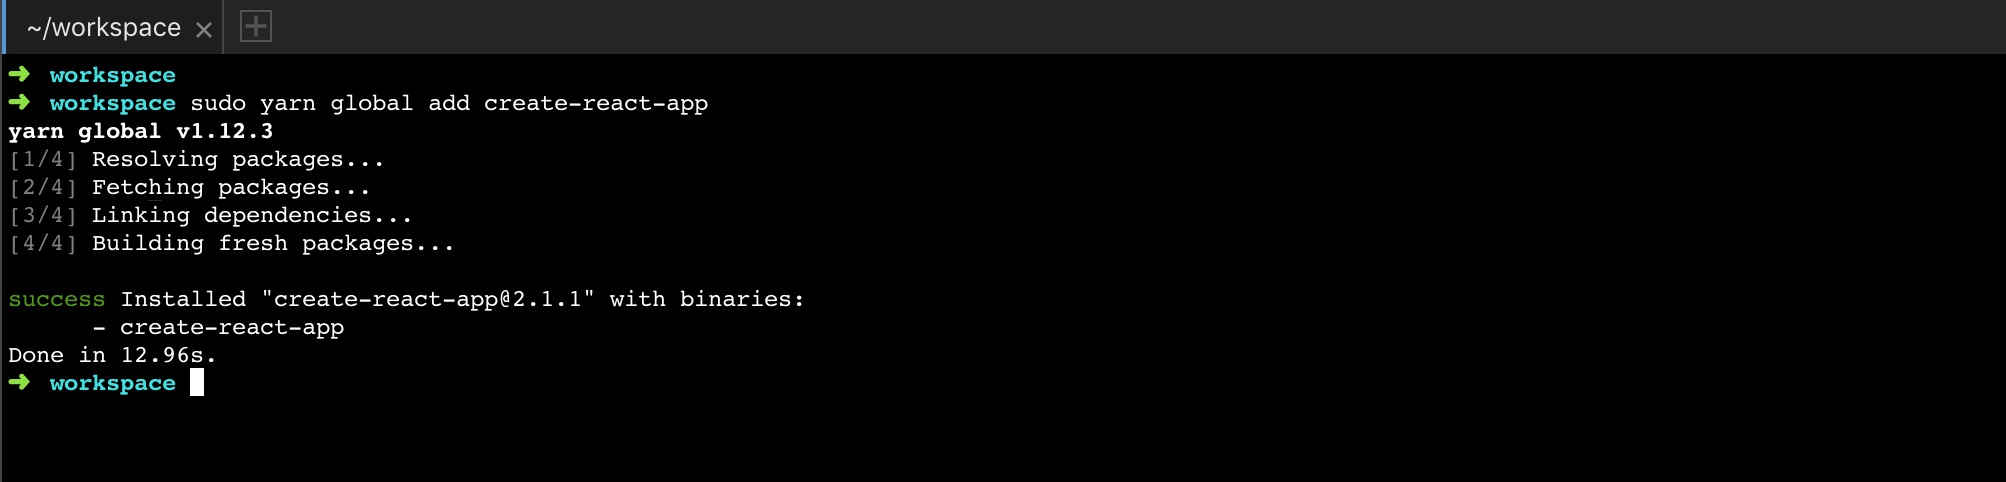 ~/workspace
➜ workspace
➜ workspace sudo yarn global add create-react-app
yarn global v1.12.3
[1/4] Resolving packages...
[2/4] Fetching packages...
[3/4] Linking dependencies...
[4/4] Building fresh packages...
success Installed "create-react-app@2.1.1" with binaries:
- create-react-app
Done in 12.96s.
➜ workspace